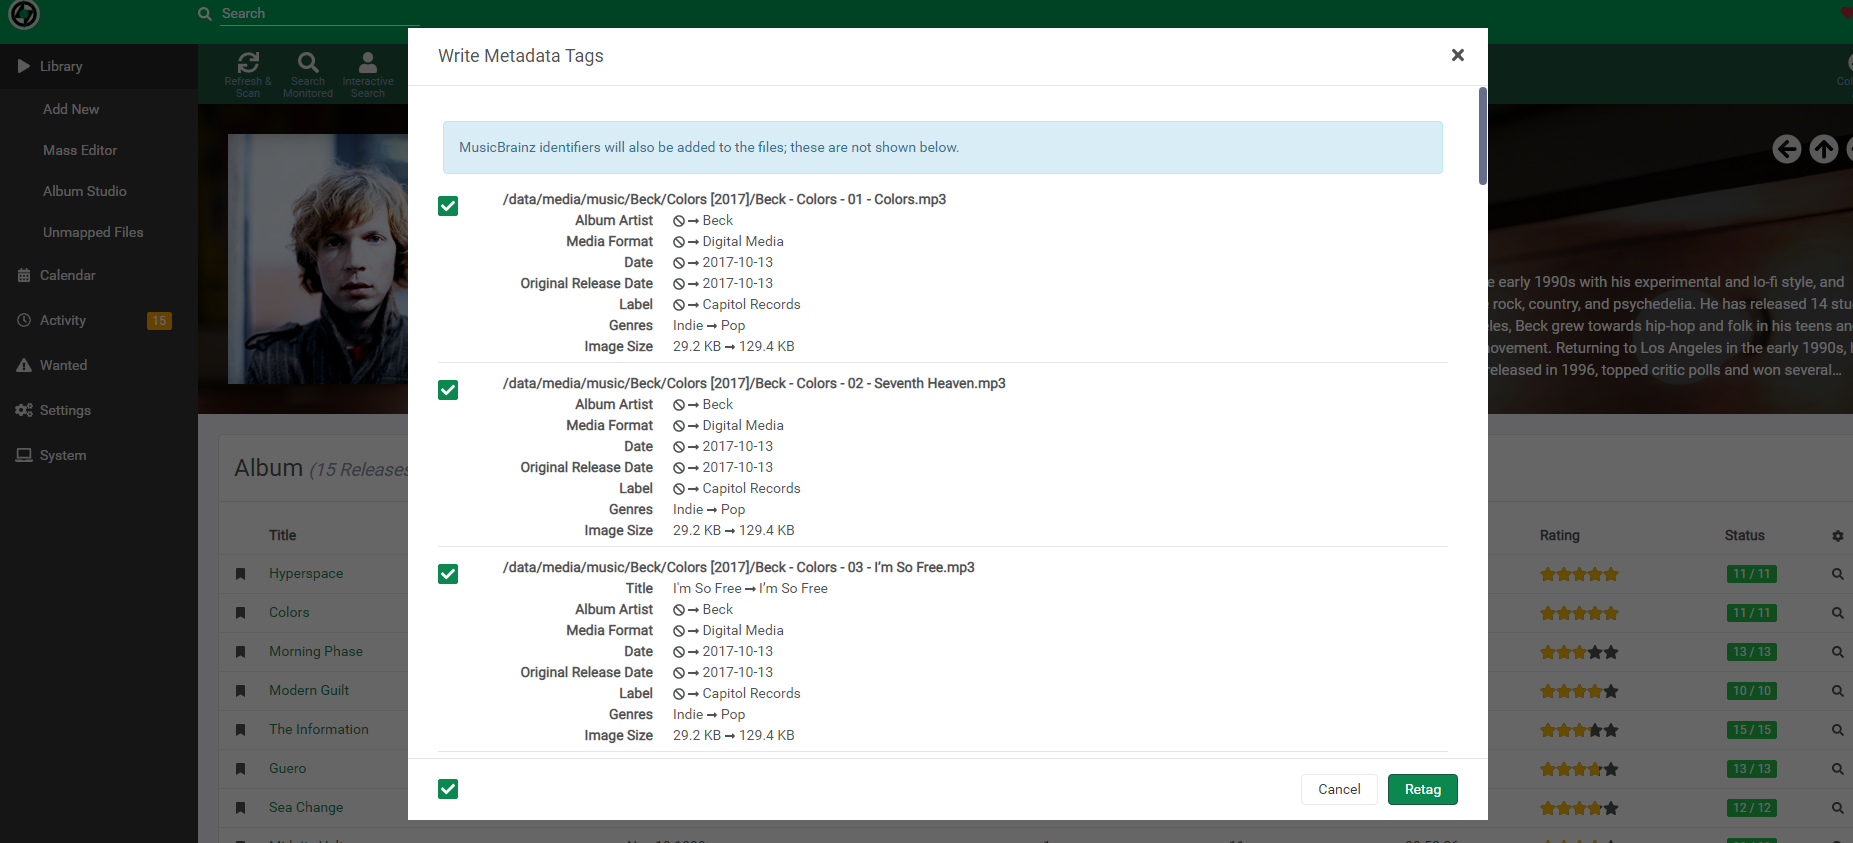 Search
Library
Add New
Mass Editor
Album Studio
Unmapped Files
Calendar
Activity
15
Wanted
Settings
System
Refresh &
Scan
Search
Monitored
Interactive
Search
Write Metadata Tags
MusicBrainz identifiers will also be added to the files; these are not shown below.
/data/media/music/Beck/Colors [2017]/Beck - Colors - 01 - Colors.mp3
Album Artist Beck
Media Format Digital Media
Date 2017-10-13
Original Release Date 2017-10-13
Label Capitol Records
Genres Indie ➞ Pop
Image Size 29.2 KB ➞ 129.4 KB
/data/media/music/Beck/Colors [2017]/Beck - Colors - 02 - Seventh Heaven.mp3
Album Artist Beck
Media Format Digital Media
Date 2017-10-13
Original Release Date 2017-10-13
Label Capitol Records
Genres Indie ➞ Pop
Image Size 29.2 KB ➞ 129.4 KB
/data/media/music/Beck/Colors [2017]/Beck - Colors - 03 - I’m So Free.mp3
Title I'm So Free ➞ I’m So Free
Album Artist Beck
Media Format Digital Media
Date 2017-10-13
Original Release Date 2017-10-13
Label Capitol Records
Genres Indie ➞ Pop
Image Size 29.2 KB ➞ 129.4 KB
Cancel
Retag
early 1990s with his experimental and lo-fi style, and
rock, country, and psychedelia. He has released 14
Beck grew towards hip-hop and folk in his teens
Returning to Los Angeles in the early 1990s,
released in 1996, topped critic polls and won several...
Album (15 Releases
Title Rating Status
Hyperspace 11 / 11
Colors 11 / 11
Morning Phase 13 / 13
Modern Guilt 10 / 10
The Information 15 / 15
Guero 13 / 13
Sea Change 12 / 12